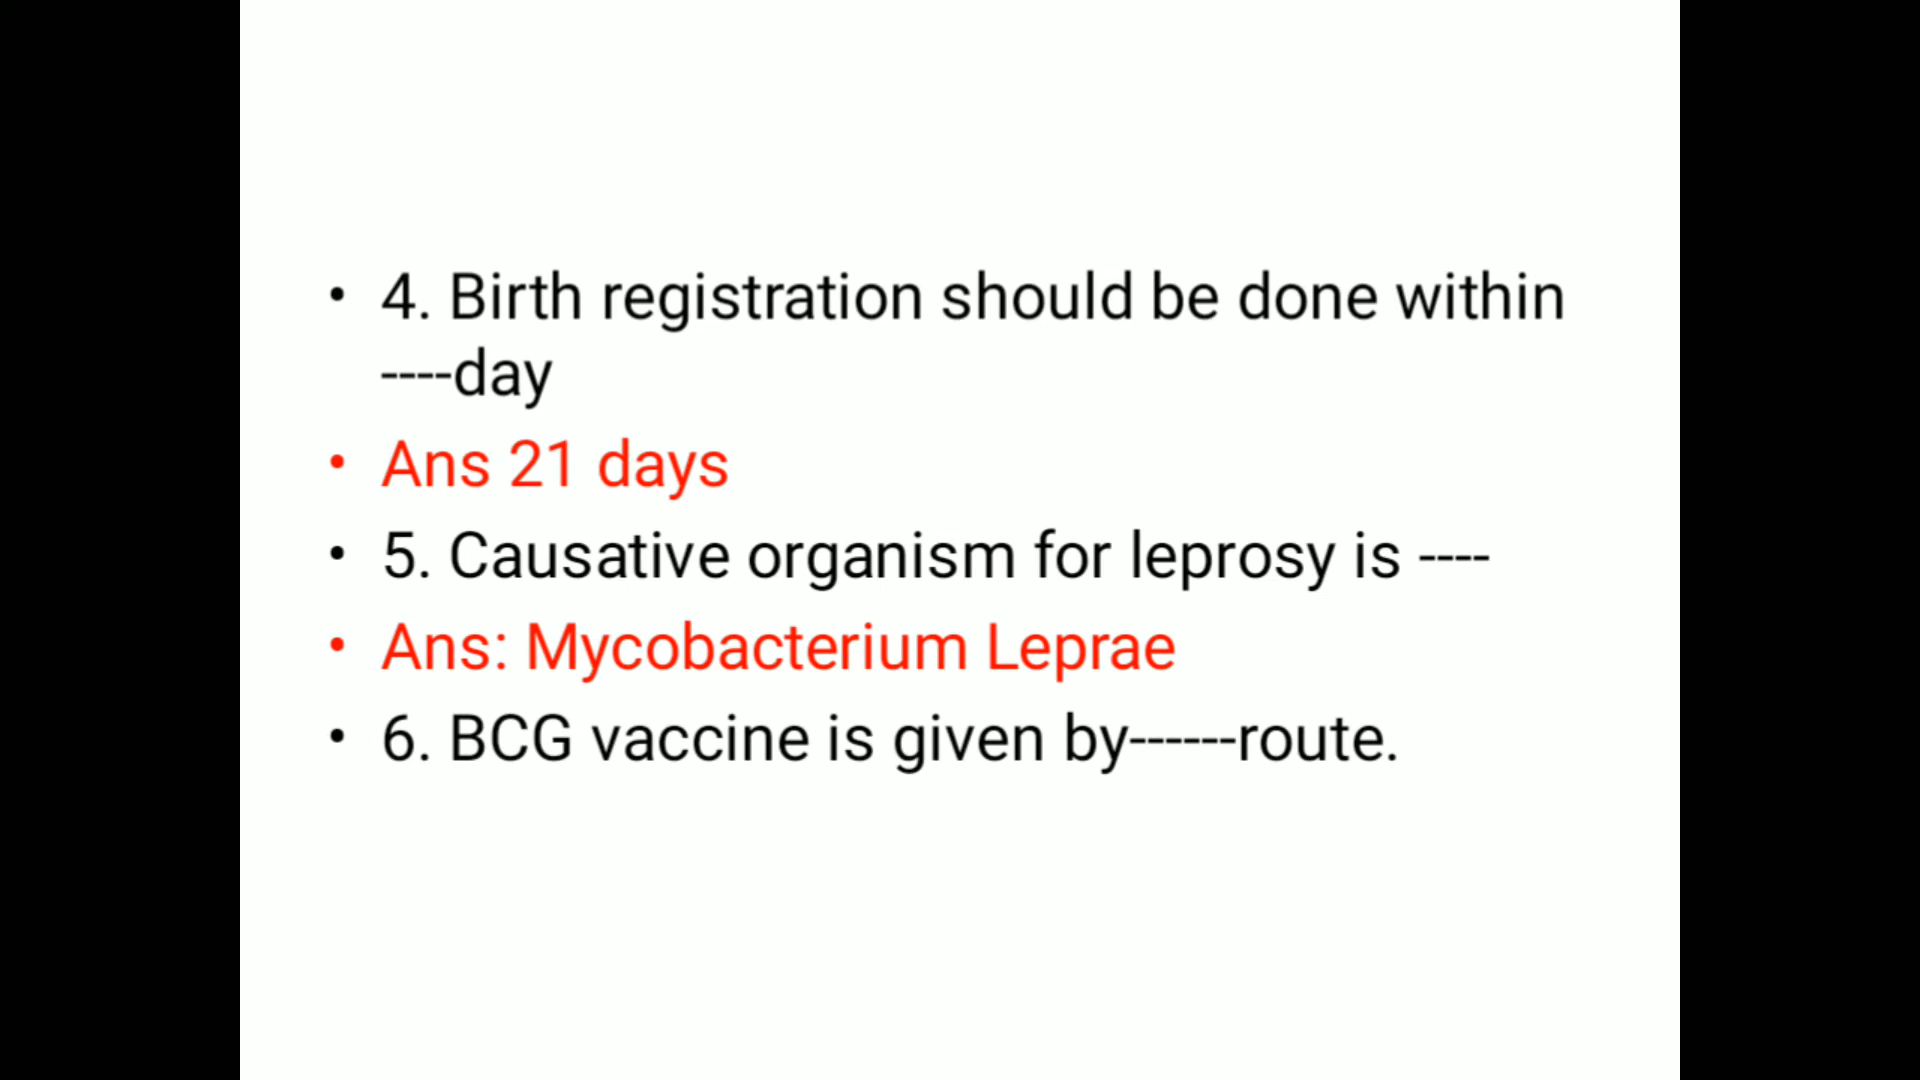 • 4. Birth registration should be done within
----day
• Ans 21 days
• 5. Causative organism for leprosy is ----
• Ans: Mycobacterium Leprae
• 6. BCG vaccine is given by------route.